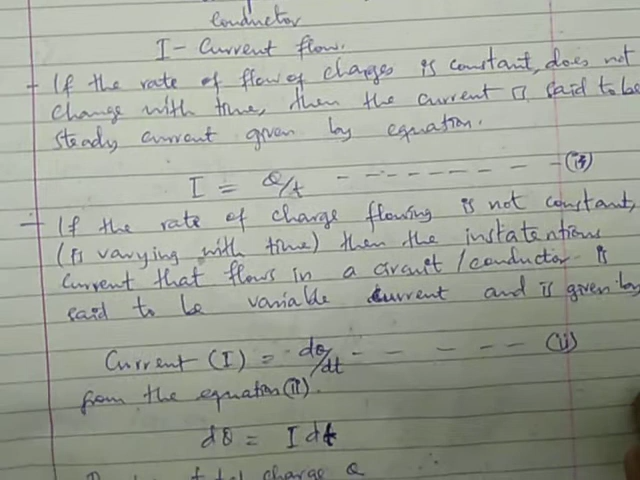 conductor
I - Current flow.
- If the rate of flow of charges is constant, does not
change with time, then the current is said to be
steady current given by equation.
I = Q/t - - - - - - - - (i)
- If the rate of charge flowing is not constant,
(is varying with time) then the instatentious
current that flows in a circuit / conductor is
said to be variable current and is given by
Current (I) = dQ/dt - - - - - - (ii)
from the equation (ii).
dQ = I dt
total charge Q